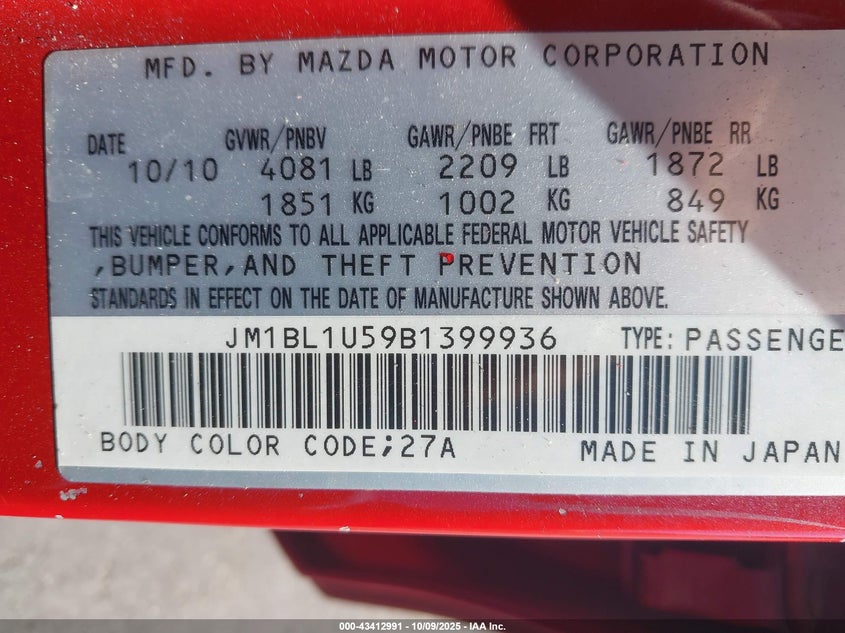 MFD. BY MAZDA MOTOR CORPORATION
DATE GVWR/PNBV GAWR/PNBE FRT GAWR/PNBE RR
10/10 4081 LB 2209 LB 1872 LB
1851 KG 1002 KG 849 KG
THIS VEHICLE CONFORMS TO ALL APPLICABLE FEDERAL MOTOR VEHICLE SAFETY
,BUMPER,AND THEFT PREVENTION
STANDARDS IN EFFECT ON THE DATE OF MANUFACTURE SHOWN ABOVE.
JM1BL1U59B1399936 TYPE: PASSENGE
BODY COLOR CODE;27A MADE IN JAPAN
000-43412991 - 10/09/2025 - IAA Inc.